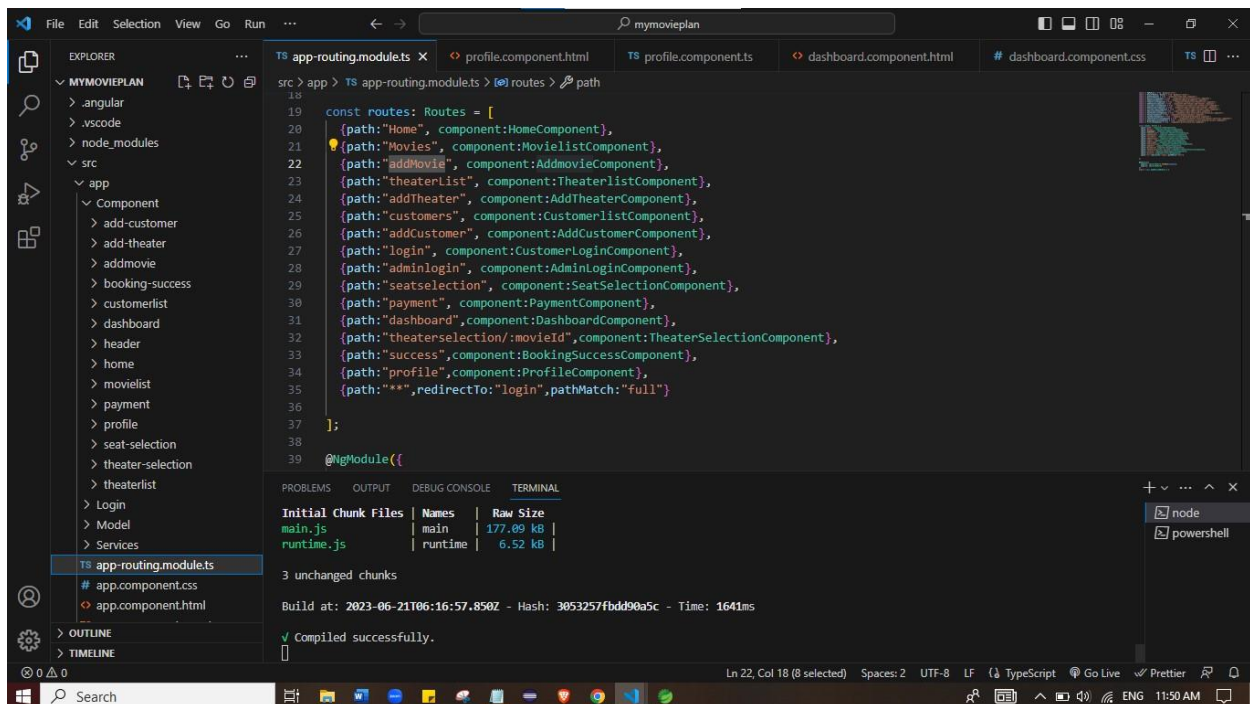 File Edit Selection View Go Run ... mymovieplan
EXPLORER ...
MYMOVIEPLAN
.angular
.vscode
node_modules
src
app
Component
add-customer
add-theater
addmovie
booking-success
customerlist
dashboard
header
home
movielist
payment
profile
seat-selection
theater-selection
theaterlist
Login
Model
Services
TS app-routing.module.ts
# app.component.css
<> app.component.html
OUTLINE
TIMELINE
TS app-routing.module.ts <> profile.component.html TS profile.component.ts <> dashboard.component.html # dashboard.component.css TS ...
src > app > TS app-routing.module.ts > routes > path
18
19 const routes: Routes = [
20 {path:"Home", component:HomeComponent},
21 {path:"Movies", component:MovielistComponent},
22 {path:"addMovie", component:AddmovieComponent},
23 {path:"theaterList", component:TheaterlistComponent},
24 {path:"addTheater", component:AddTheaterComponent},
25 {path:"customers", component:CustomerlistComponent},
26 {path:"addCustomer", component:AddCustomerComponent},
27 {path:"login", component:CustomerLoginComponent},
28 {path:"adminlogin", component:AdminLoginComponent},
29 {path:"seatselection", component:SeatSelectionComponent},
30 {path:"payment", component:PaymentComponent},
31 {path:"dashboard",component:DashboardComponent},
32 {path:"theaterselection/:movieId",component:TheaterSelectionComponent},
33 {path:"success",component:BookingSuccessComponent},
34 {path:"profile",component:ProfileComponent},
35 {path:"**",redirectTo:"login",pathMatch:"full"}
36
37 ];
38
39 @NgModule({
PROBLEMS OUTPUT DEBUG CONSOLE TERMINAL
Initial Chunk Files | Names | Raw Size
main.js | main | 177.09 kB |
runtime.js | runtime | 6.52 kB |
3 unchanged chunks
Build at: 2023-06-21T06:16:57.850Z - Hash: 3053257fbdd90a5c - Time: 1641ms
√ Compiled successfully.
node
powershell
0 0 Ln 22, Col 18 (8 selected) Spaces: 2 UTF-8 LF {} TypeScript Go Live Prettier
Search ENG 11:50 AM